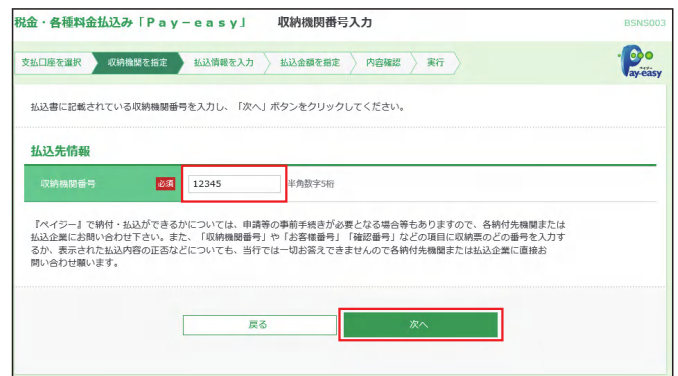 税金・各種料金払込み「Pay－easy」 収納機関番号入力 BSNS003
支払口座を選択 収納機関を指定 払込情報を入力 払込金額を指定 内容確認 実行
ペイジー
Pay-easy
払込書に記載されている収納機関番号を入力し、「次へ」ボタンをクリックしてください。
払込先情報
収納機関番号 必須 12345 半角数字5桁
『ペイジー』で納付・払込ができるかについては、申請等の事前手続きが必要となる場合等もありますので、各納付先機関または
払込企業にお問い合わせ下さい。また、「収納機関番号」や「お客様番号」「確認番号」などの項目に収納票のどの番号を入力す
るか、表示された払込内容の正否などについても、当行では一切お答えできませんので各納付先機関または払込企業に直接お
問い合わせ願います。
戻る 次へ